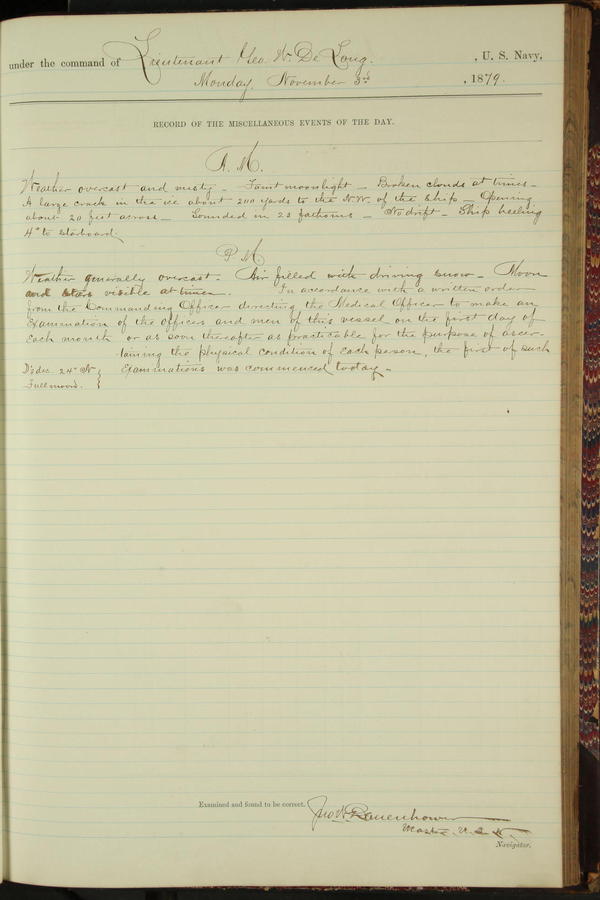 under the command of Lieutenant Geo. W. De Long. , U. S. Navy,
Monday, November 3rd , 1879.
RECORD OF THE MISCELLANEOUS EVENTS OF THE DAY.
A. M.
Weather overcast and misty – Faint moonlight – Broken clouds at times –
A large crack in the ice about 200 yards to the N.W. of the ship – Opening
about 20 feet across – Sounded in 23 fathoms – No drift – Ship heeling
4° to starboard.
P. M.
Weather generally overcast. Air filled with driving snow – Moon
and stars visible at times. In accordance with a written order
from the Commanding Officer directing the Medical Officer to make an
Examination of the officers and men of this vessel on the first day of
Each month or as soon thereafter as practicable for the purpose of ascer-
taining the physical condition of Each person, the first of such
D's dec. 24° N }
Examinations was commenced today –
Full moon. }
Examined and found to be correct.
Jno. W. Danenhower
Master, U.S.N.
Navigator.